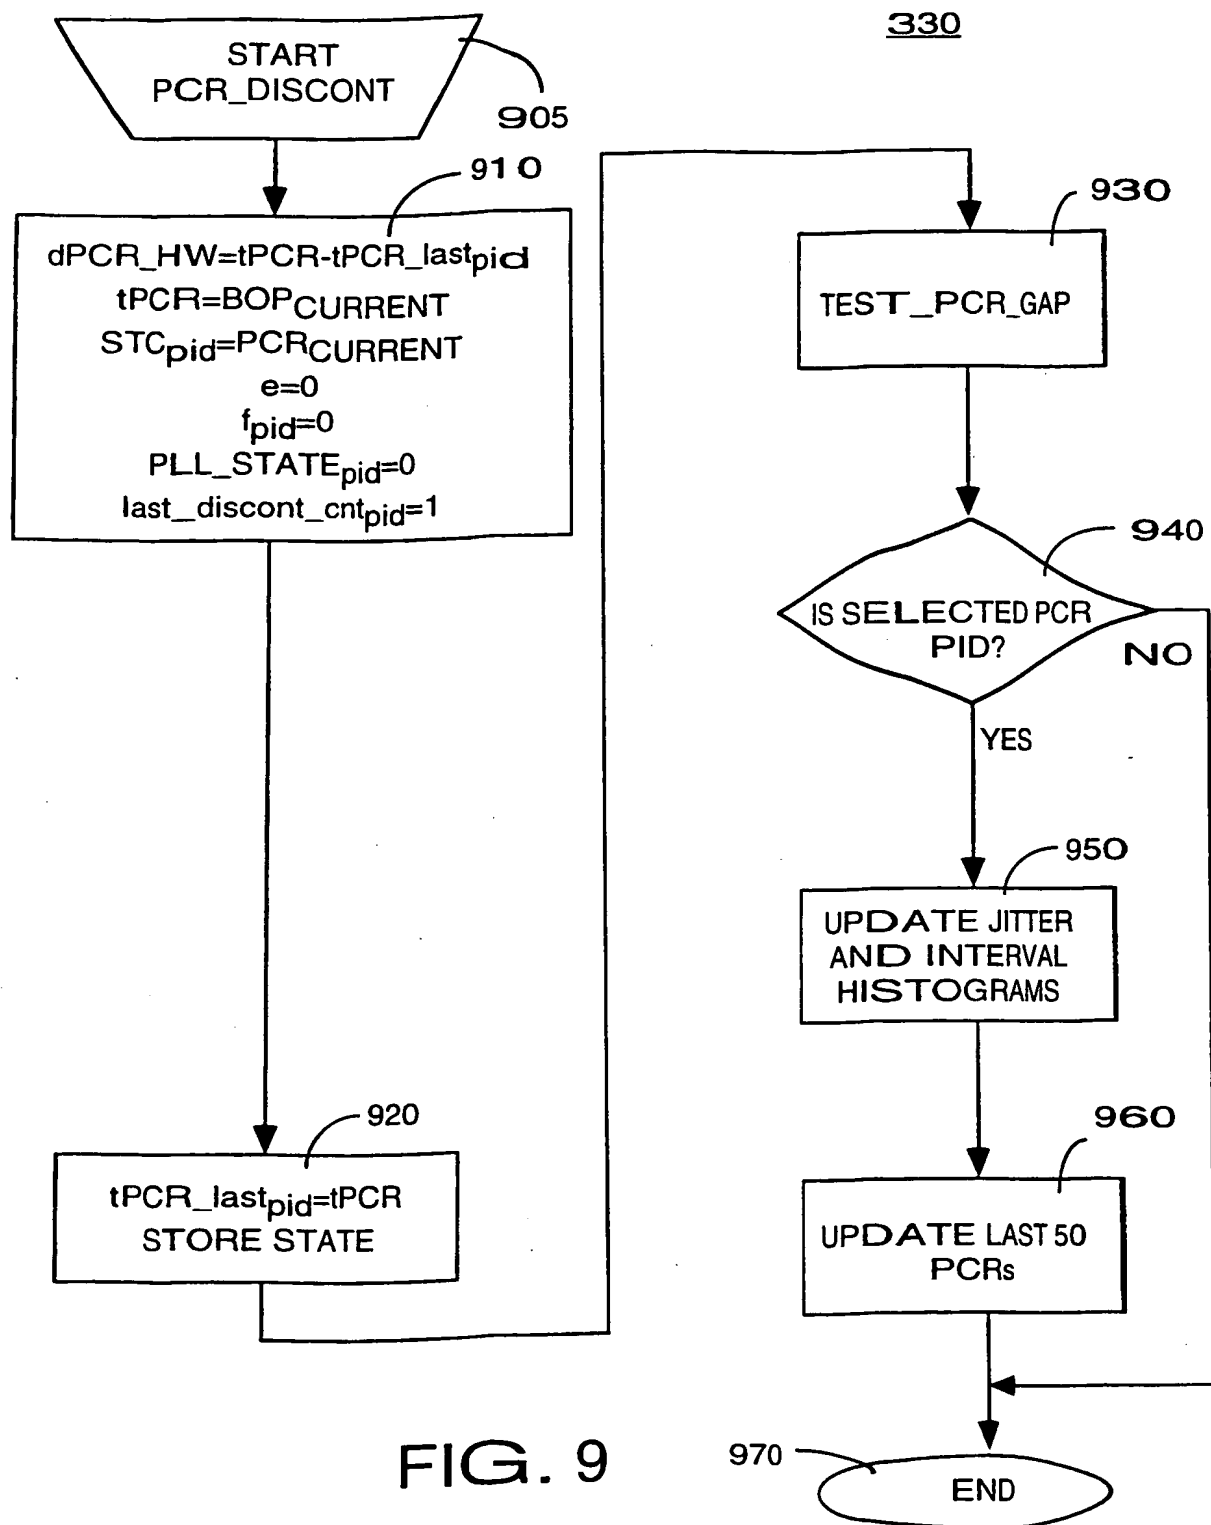 330
START
PCR_DISCONT
905
910
dPCR_HW=tPCR-tPCR_lastpid
tPCR=BOPCURRENT
STCpid=PCRCURRENT
e=0
fpid=0
PLL_STATEpid=0
last_discont_cntpid=1
920
tPCR_lastpid=tPCR
STORE STATE
930
TEST_PCR_GAP
940
IS SELECTED PCR
PID?
NO
YES
950
UPDATE JITTER
AND INTERVAL
HISTOGRAMS
960
UPDATE LAST 50
PCRs
970
END
FIG. 9